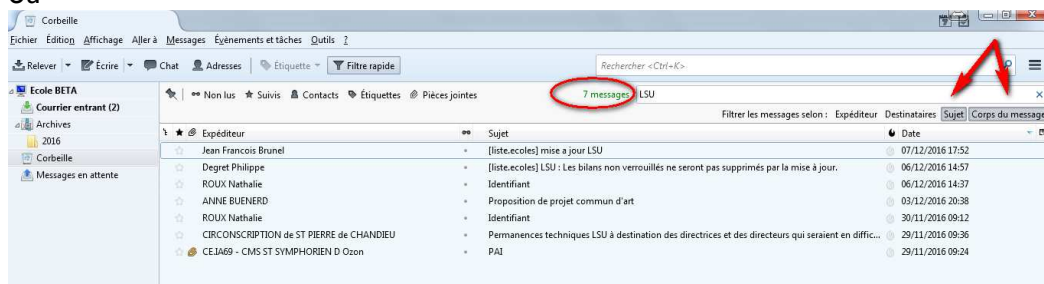 Ou
Corbeille
Fichier Édition Affichage Aller à Messages Évènements et tâches Outils ?
Relever Écrire Chat Adresses Étiquette Filtre rapide Rechercher <Ctrl+K>
Ecole BETA
Courrier entrant (2)
Archives
2016
Corbeille
Messages en attente
Non lus Suivis Contacts Étiquettes Pièces jointes 7 messages LSU
Filtrer les messages selon : Expéditeur Destinataires Sujet Corps du message
Expéditeur Sujet Date
Jean Francois Brunel [liste.ecoles] mise a jour LSU 07/12/2016 17:52
Degret Philippe [liste.ecoles] LSU : Les bilans non verrouillés ne seront pas supprimés par la mise à jour. 06/12/2016 14:57
ROUX Nathalie Identifiant 06/12/2016 14:37
ANNE BUENERD Proposition de projet commun d'art 03/12/2016 20:38
ROUX Nathalie Identifiant 30/11/2016 09:12
CIRCONSCRIPTION de ST PIERRE de CHANDIEU Permanences techniques LSU à destination des directrices et des directeurs qui seraient en diffic... 29/11/2016 09:36
CEJA69 - CMS ST SYMPHORIEN D Ozon PAI 29/11/2016 09:24